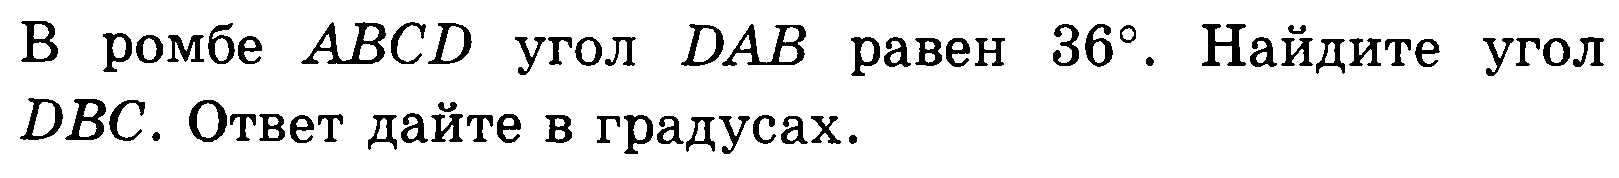 В ромбе ABCD угол DAB равен 36°. Найдите угол
DBC. Ответ дайте в градусах.